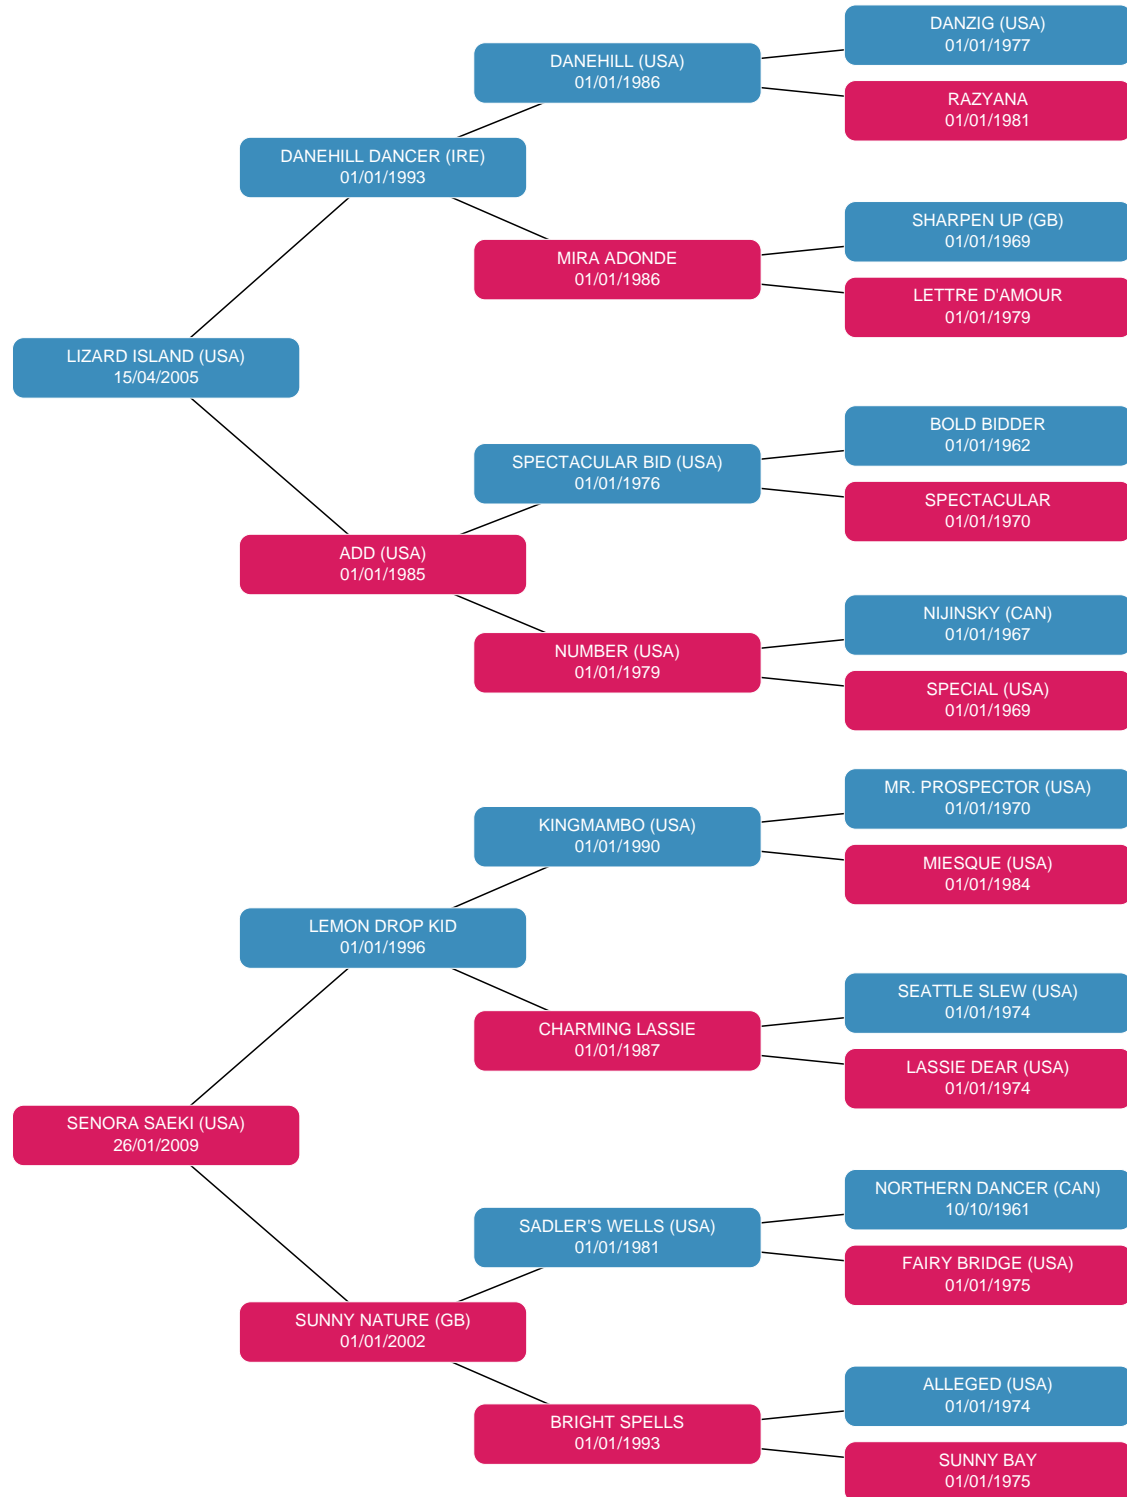 DANZIG (USA)
01/01/1977
DANEHILL (USA)
01/01/1986
RAZYANA
01/01/1981
DANEHILL DANCER (IRE)
01/01/1993
SHARPEN UP (GB)
01/01/1969
MIRA ADONDE
01/01/1986
LETTRE D'AMOUR
01/01/1979
LIZARD ISLAND (USA)
15/04/2005
BOLD BIDDER
01/01/1962
SPECTACULAR BID (USA)
01/01/1976
SPECTACULAR
01/01/1970
ADD (USA)
01/01/1985
NIJINSKY (CAN)
01/01/1967
NUMBER (USA)
01/01/1979
SPECIAL (USA)
01/01/1969
MR. PROSPECTOR (USA)
01/01/1970
KINGMAMBO (USA)
01/01/1990
MIESQUE (USA)
01/01/1984
LEMON DROP KID
01/01/1996
SEATTLE SLEW (USA)
01/01/1974
CHARMING LASSIE
01/01/1987
LASSIE DEAR (USA)
01/01/1974
SENORA SAEKI (USA)
26/01/2009
NORTHERN DANCER (CAN)
10/10/1961
SADLER'S WELLS (USA)
01/01/1981
FAIRY BRIDGE (USA)
01/01/1975
SUNNY NATURE (GB)
01/01/2002
ALLEGED (USA)
01/01/1974
BRIGHT SPELLS
01/01/1993
SUNNY BAY
01/01/1975